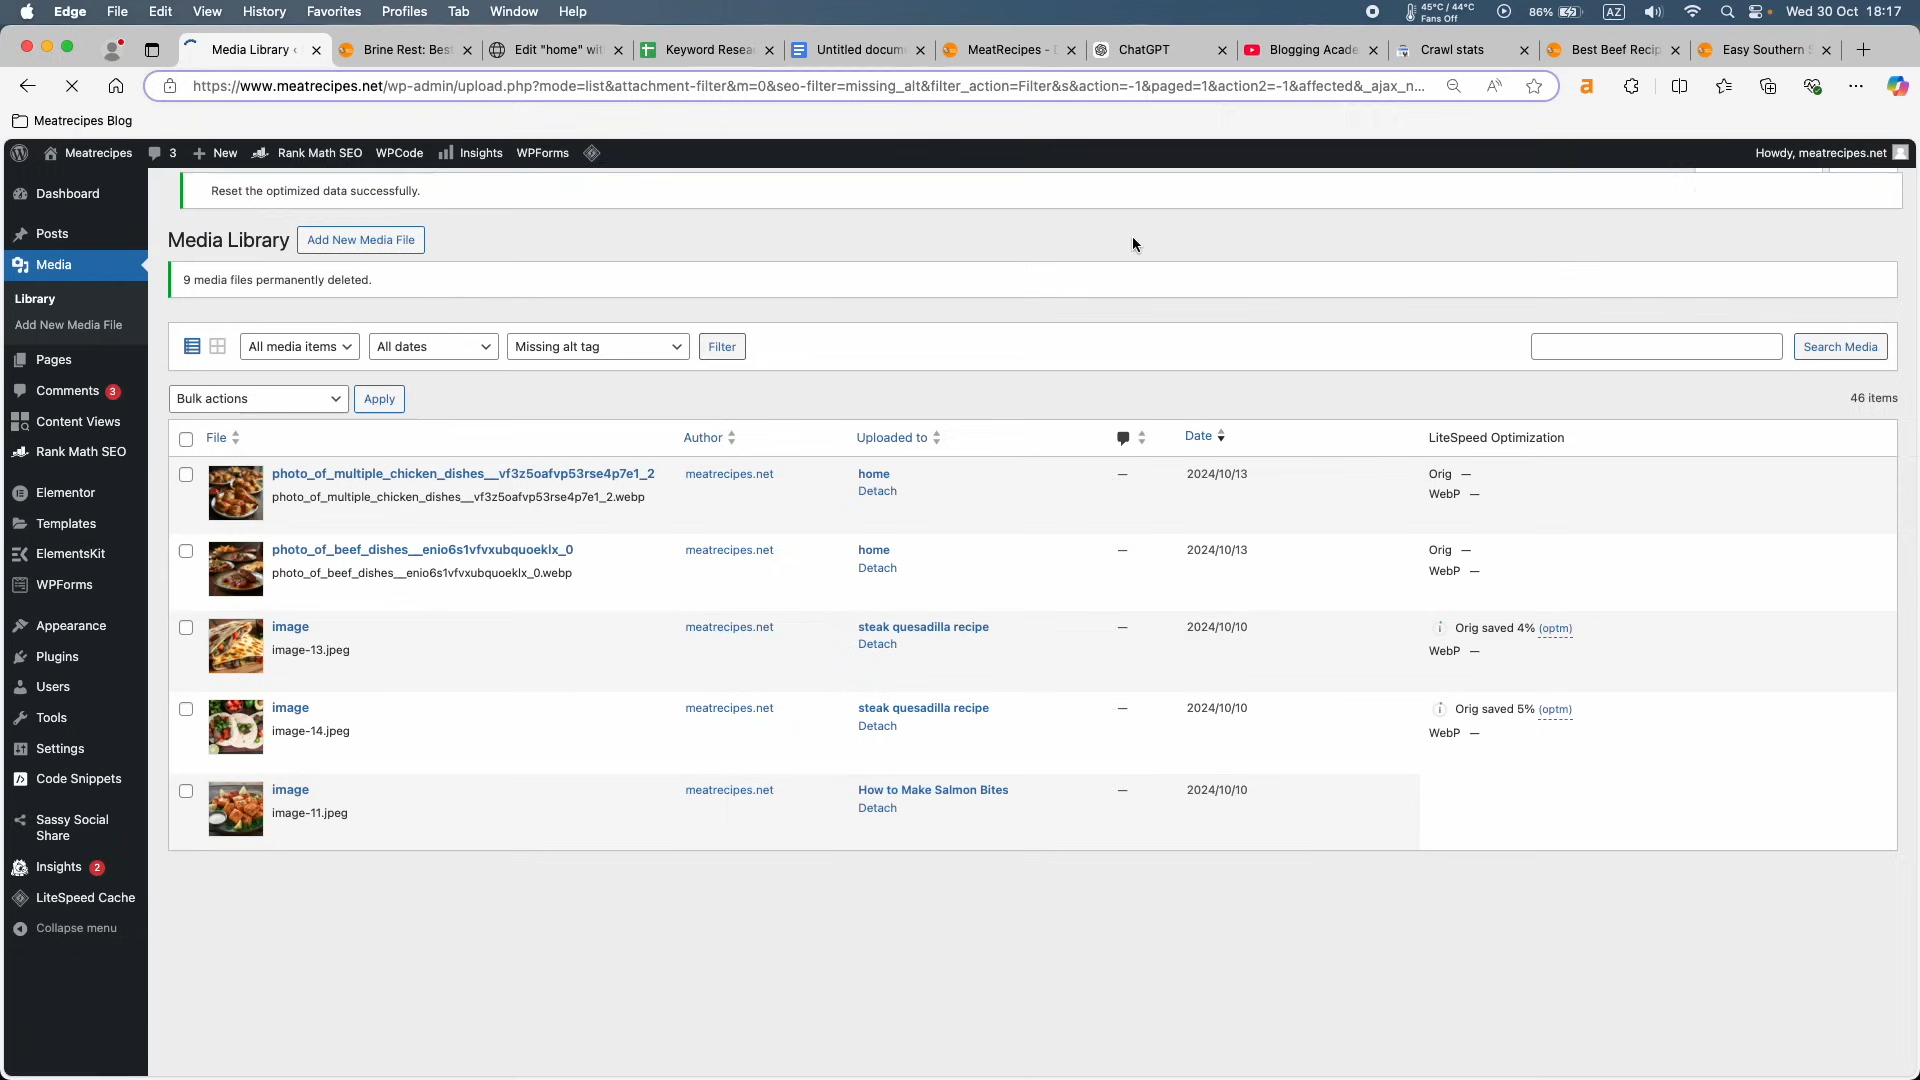 Edge File Edit View History Favorites Profiles Tab Window Help
45°C / 44°C
Fans Off
86% AZ Wed 30 Oct 18:17
Media Library
Brine Rest: Bes
Edit "home" wit
Keyword Resea
Untitled docum
MeatRecipes -
ChatGPT
Blogging Acade
Crawl stats
Best Beef Recip
Easy Southern
https://www.meatrecipes.net/wp-admin/upload.php?mode=list&attachment-filter&m=0&seo-filter=missing_alt&filter_action=Filter&s&action=-1&paged=1&action2=-1&affected&_ajax_n...
Meatrecipes Blog
Meatrecipes 3 + New Rank Math SEO WPCode Insights WPForms
Howdy, meatrecipes.net
Dashboard
Posts
Media
Library
Add New Media File
Pages
Comments 3
Content Views
Rank Math SEO
Elementor
Templates
ElementsKit
WPForms
Appearance
Plugins
Users
Tools
Settings
Code Snippets
Sassy Social
Share
Insights 2
LiteSpeed Cache
Collapse menu
Reset the optimized data successfully.
Media Library Add New Media File
9 media files permanently deleted.
All media items All dates Missing alt tag Filter Search Media
Bulk actions Apply 46 items
File Author Uploaded to Date LiteSpeed Optimization
photo_of_multiple_chicken_dishes__vf3z5oafvp53rse4p7e1_2 meatrecipes.net home — 2024/10/13 Orig —
photo_of_multiple_chicken_dishes__vf3z5oafvp53rse4p7e1_2.webp Detach WebP —
photo_of_beef_dishes__enio6s1vfvxubquoeklx_0 meatrecipes.net home — 2024/10/13 Orig —
photo_of_beef_dishes__enio6s1vfvxubquoeklx_0.webp Detach WebP —
image meatrecipes.net steak quesadilla recipe — 2024/10/10 Orig saved 4% (optm)
image-13.jpeg Detach WebP —
image meatrecipes.net steak quesadilla recipe — 2024/10/10 Orig saved 5% (optm)
image-14.jpeg Detach WebP —
image meatrecipes.net How to Make Salmon Bites — 2024/10/10
image-11.jpeg Detach